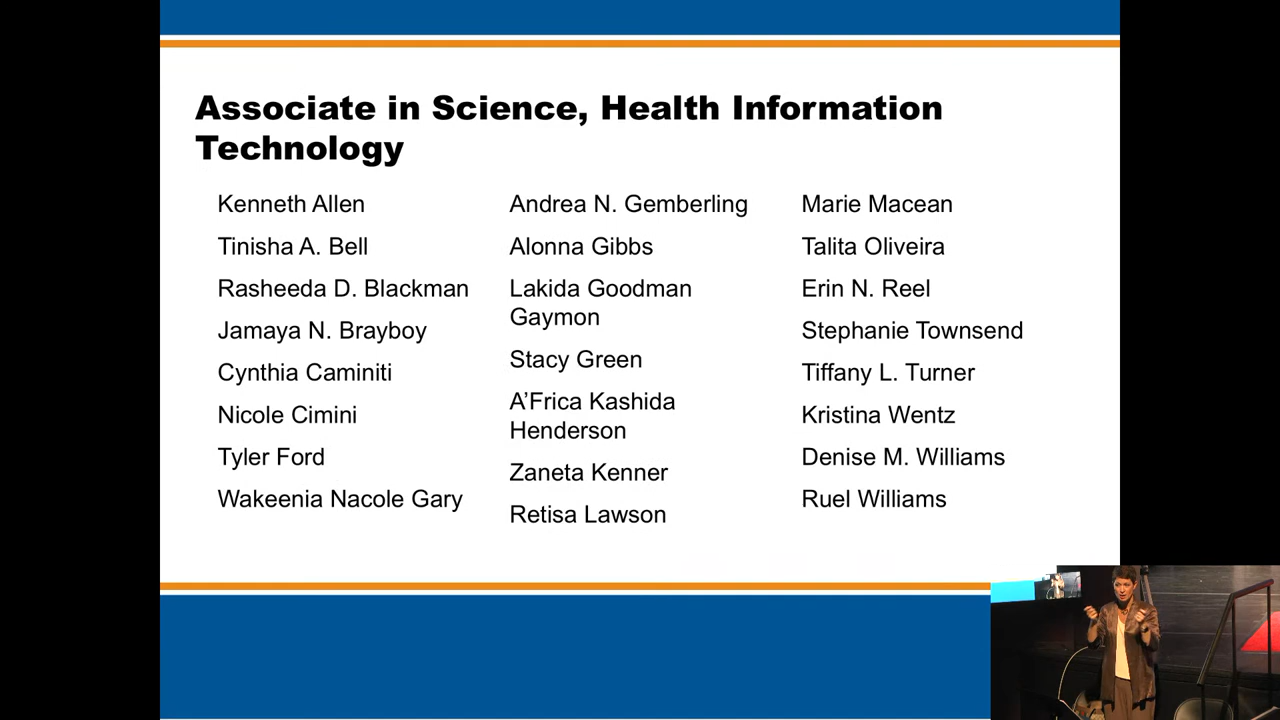 Associate in Science, Health Information
Technology
Kenneth Allen
Tinisha A. Bell
Rasheeda D. Blackman
Jamaya N. Brayboy
Cynthia Caminiti
Nicole Cimini
Tyler Ford
Wakeenia Nacole Gary
Andrea N. Gemberling
Alonna Gibbs
Lakida Goodman
Gaymon
Stacy Green
A’Frica Kashida
Henderson
Zaneta Kenner
Retisa Lawson
Marie Macean
Talita Oliveira
Erin N. Reel
Stephanie Townsend
Tiffany L. Turner
Kristina Wentz
Denise M. Williams
Ruel Williams